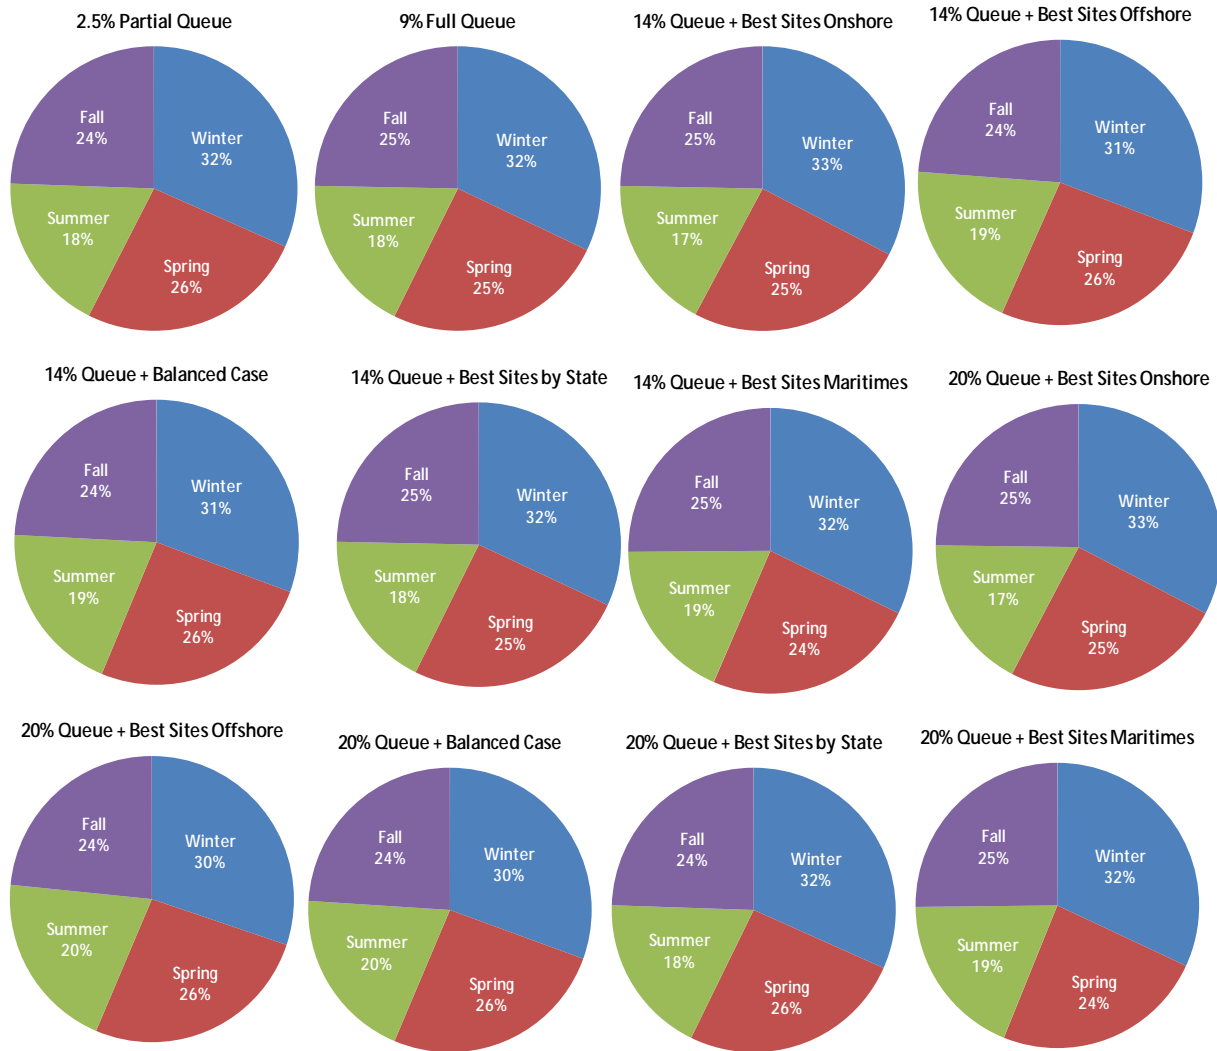 2.5% Partial Queue
Fall
24%
Winter
32%
Summer
18%
Spring
26%
9% Full Queue
Fall
25%
Winter
32%
Summer
18%
Spring
25%
14% Queue + Best Sites Onshore
Fall
25%
Winter
33%
Summer
17%
Spring
25%
14% Queue + Best Sites Offshore
Fall
24%
Winter
31%
Summer
19%
Spring
26%
14% Queue + Balanced Case
Fall
24%
Winter
31%
Summer
19%
Spring
26%
14% Queue + Best Sites by State
Fall
25%
Winter
32%
Summer
18%
Spring
25%
14% Queue + Best Sites Maritimes
Fall
25%
Winter
32%
Summer
19%
Spring
24%
20% Queue + Best Sites Onshore
Fall
25%
Winter
33%
Summer
17%
Spring
25%
20% Queue + Best Sites Offshore
Fall
24%
Winter
30%
Summer
20%
Spring
26%
20% Queue + Balanced Case
Fall
24%
Winter
30%
Summer
20%
Spring
26%
20% Queue + Best Sites by State
Fall
24%
Winter
32%
Summer
18%
Spring
26%
20% Queue + Best Sites Maritimes
Fall
25%
Winter
32%
Summer
19%
Spring
24%